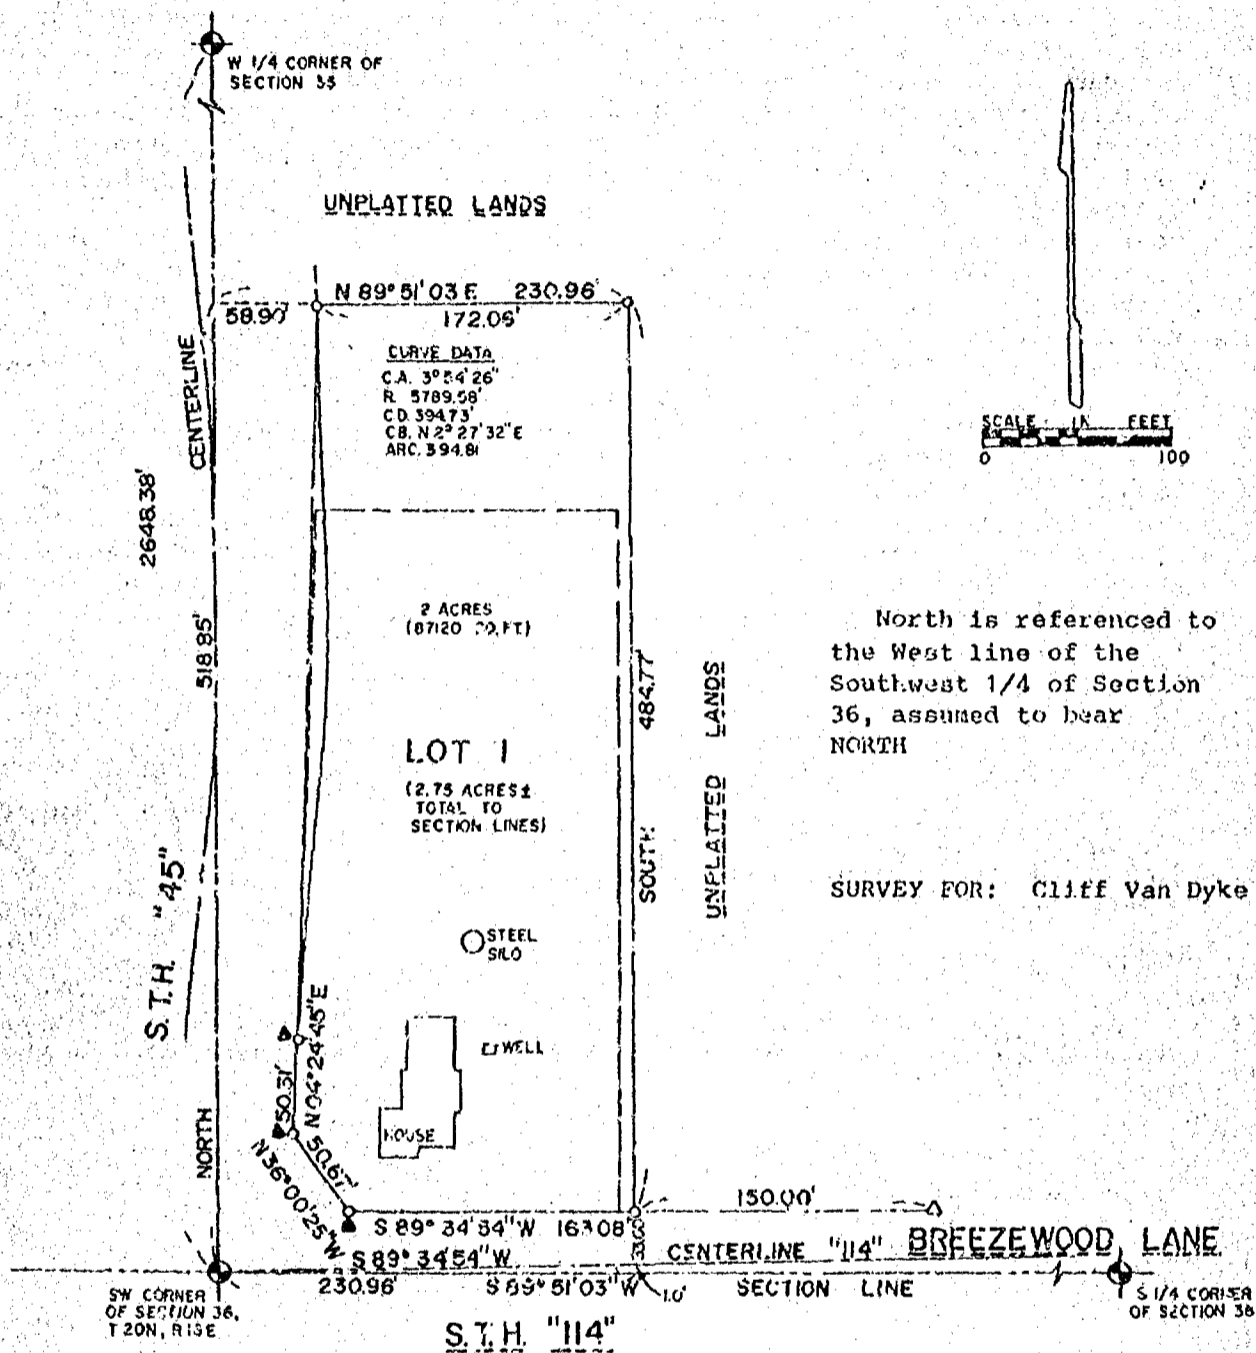 W 1/4 CORNER OF
SECTION 35
UNPLATTED LANDS
N 89° 51' 03 E 230.96'
58.90'
172.06'
CURVE DATA
C.A. 3° 54' 26"
R. 5789.58'
C.D. 394.73'
CB. N 2° 27' 32" E
ARC. 394.81
CENTERLINE
2648.38'
518.85'
SCALE IN FEET
0 100
2 ACRES
(87120 SQ.FT)
LOT 1
(2.75 ACRES±
TOTAL TO
SECTION LINES)
SOUTH 484.77'
UNPLATTED LANDS
North is referenced to
the West line of the
Southwest 1/4 of Section
36, assumed to bear
NORTH
SURVEY FOR: Cliff Van Dyke
S.T.H. "45"
STEEL
SILO
WELL
HOUSE
NORTH
50.31'
N 04° 24' 45" E
50.67'
N 36° 00' 25" W
S 89° 34' 54" W 163.08'
150.00'
33.00
S 89° 34' 54" W
CENTERLINE "114" BREEZEWOOD LANE
230.96'
S 89° 51' 03" W
1.0'
SECTION LINE
SW CORNER
OF SECTION 36,
T 20N, R 15E
S 1/4 CORNER
OF SECTION 36
S.T.H. "114"